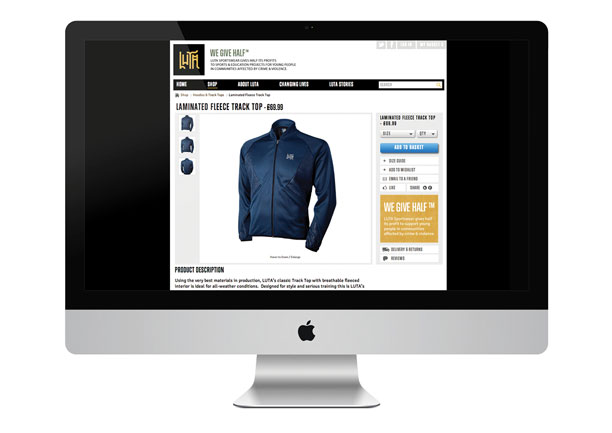 LUTA
WE GIVE HALF™
LUTA SPORTSWEAR GIVES HALF ITS PROFITS
TO SPORTS & EDUCATION PROJECTS FOR YOUNG PEOPLE
IN COMMUNITIES AFFECTED BY CRIME & VIOLENCE.
LOG IN
MY BASKET
HOME SHOP ABOUT LUTA CHANGING LIVES LUTA STORIES SEARCH
Shop Hoodies & Track Tops Laminated Fleece Track Top
LAMINATED FLEECE TRACK TOP - £69.99
LAMINATED FLEECE TRACK TOP -
£69.99
SIZE QTY
ADD TO BASKET
SIZE GUIDE
ADD TO WISHLIST
EMAIL TO A FRIEND
LIKE SHARE
WE GIVE HALF™
LUTA Sportswear gives half
its profit to support young
people in communities
affected by crime & violence
DELIVERY & RETURNS
REVIEWS
PRODUCT DESCRIPTION
Using the very best materials in production, LUTA's
classic Track Top with breathable fleeced
interior is ideal for all-weather conditions. Designed for style and serious training this is LUTA's